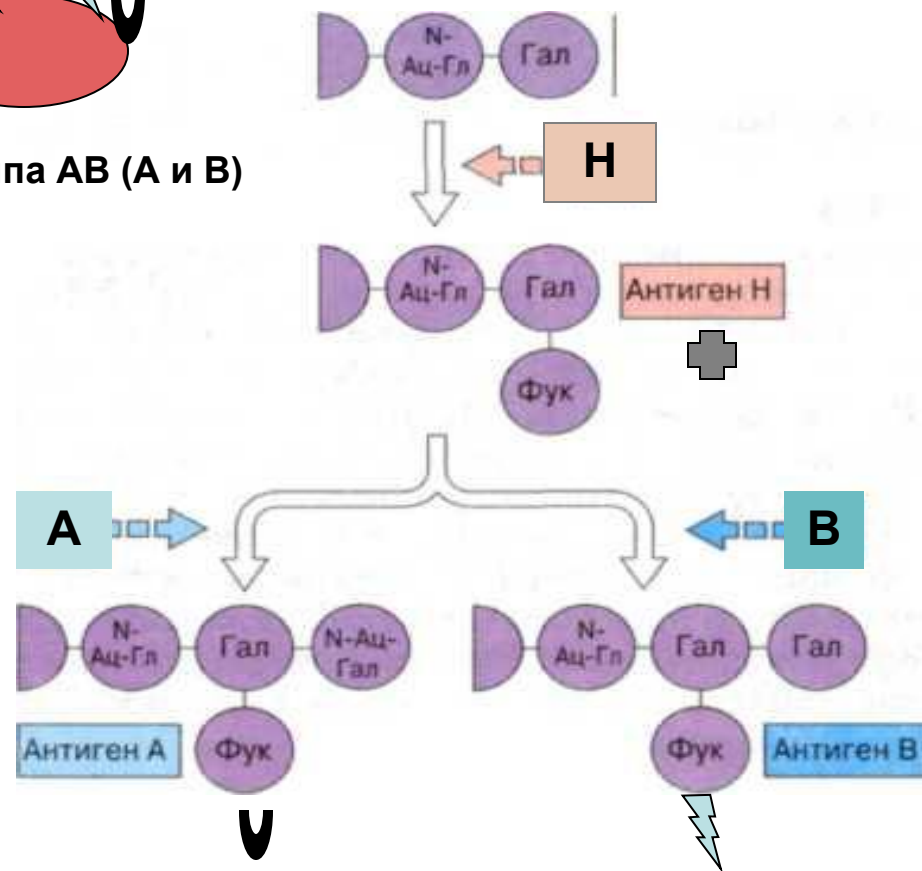 N-
Ац-Гл
Гал
H
па АВ (А и В)
N-
Ац-Гл
Гал
Антиген Н
Фук
A
B
N-
Ац-Гл
Гал
N-Ац-
Гал
N-
Ац-Гл
Гал
Гал
Антиген А
Фук
Фук
Антиген В